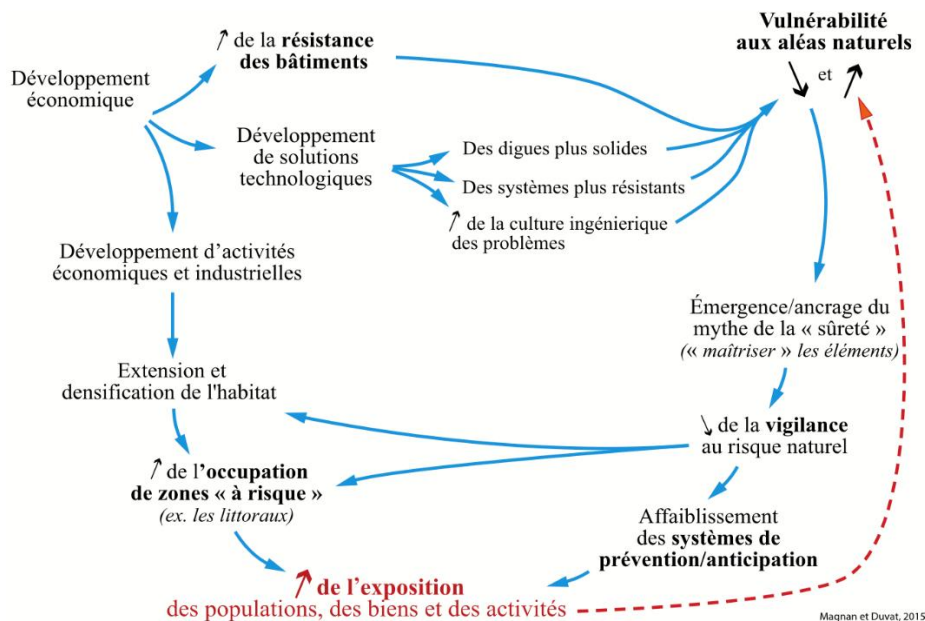 Développement
économique
↗ de la résistance
des bâtiments
Vulnérabilité
aux aléas naturels
↘ et ↗
Développement
de solutions
technologiques
Des digues plus solides
Des systèmes plus résistants
↗ de la culture ingénierique
des problèmes
Développement d'activités
économiques et industrielles
Émergence/ancrage du
mythe de la « sûreté »
(« maîtriser » les éléments)
Extension et
densification de l'habitat
↘ de la vigilance
au risque naturel
↗ de l'occupation
de zones « à risque »
(ex. les littoraux)
Affaiblissement
des systèmes de
prévention/anticipation
↗ de l'exposition
des populations, des biens et des activités
Magnan et Duvat, 2015